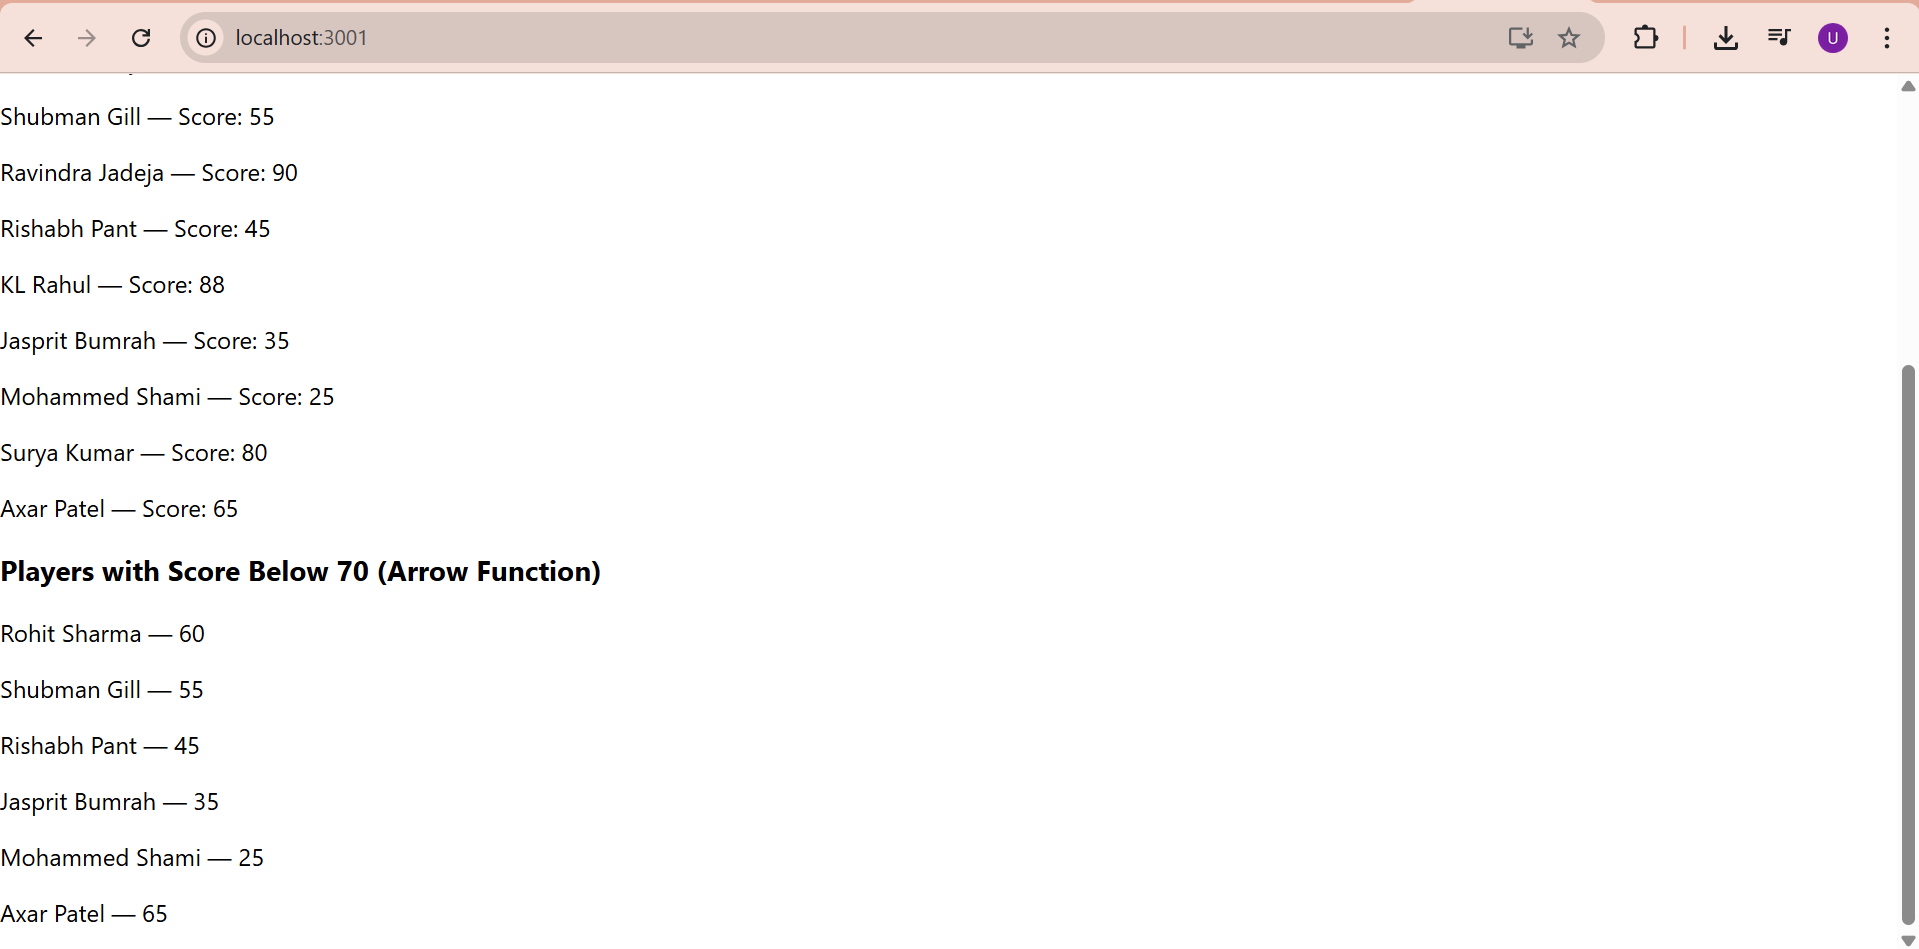 localhost:3001
U
Shubman Gill — Score: 55
Ravindra Jadeja — Score: 90
Rishabh Pant — Score: 45
KL Rahul — Score: 88
Jasprit Bumrah — Score: 35
Mohammed Shami — Score: 25
Surya Kumar — Score: 80
Axar Patel — Score: 65
Players with Score Below 70 (Arrow Function)
Rohit Sharma — 60
Shubman Gill — 55
Rishabh Pant — 45
Jasprit Bumrah — 35
Mohammed Shami — 25
Axar Patel — 65